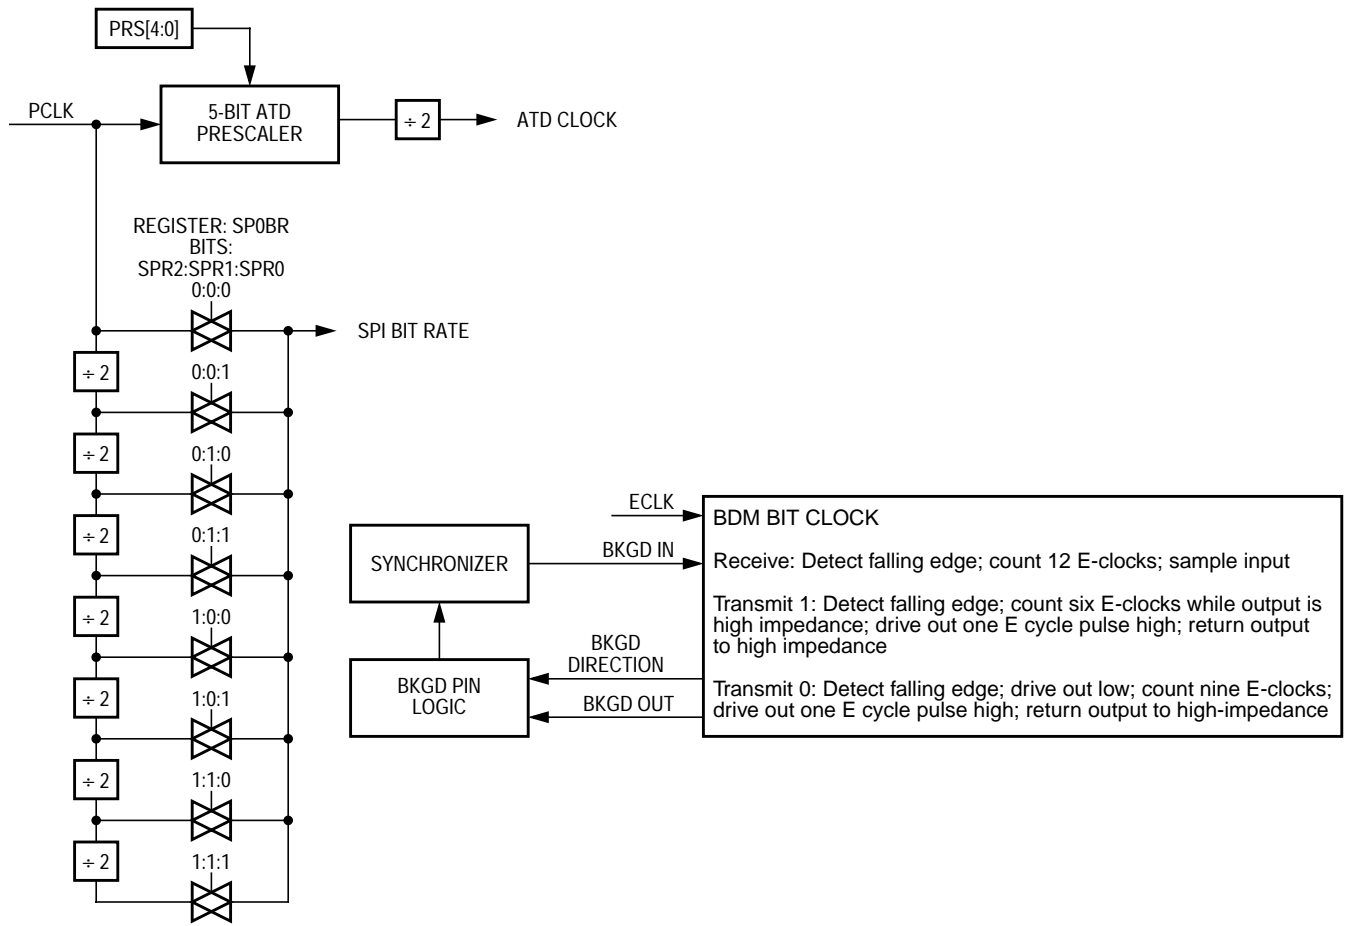 PRS[4:0]
PCLK
5-BIT ATD
PRESCALER
÷ 2
ATD CLOCK
REGISTER: SP0BR
BITS:
SPR2:SPR1:SPR0
0:0:0
SPI BIT RATE
÷ 2
0:0:1
÷ 2
0:1:0
÷ 2
0:1:1
÷ 2
1:0:0
÷ 2
1:0:1
÷ 2
1:1:0
÷ 2
1:1:1
SYNCHRONIZER
BKGD PIN
LOGIC
ECLK
BKGD IN
BKGD
DIRECTION
BKGD OUT
BDM BIT CLOCK
Receive: Detect falling edge; count 12 E-clocks; sample input
Transmit 1: Detect falling edge; count six E-clocks while output is
high impedance; drive out one E cycle pulse high; return output
to high impedance
Transmit 0: Detect falling edge; drive out low; count nine E-clocks;
drive out one E cycle pulse high; return output to high-impedance